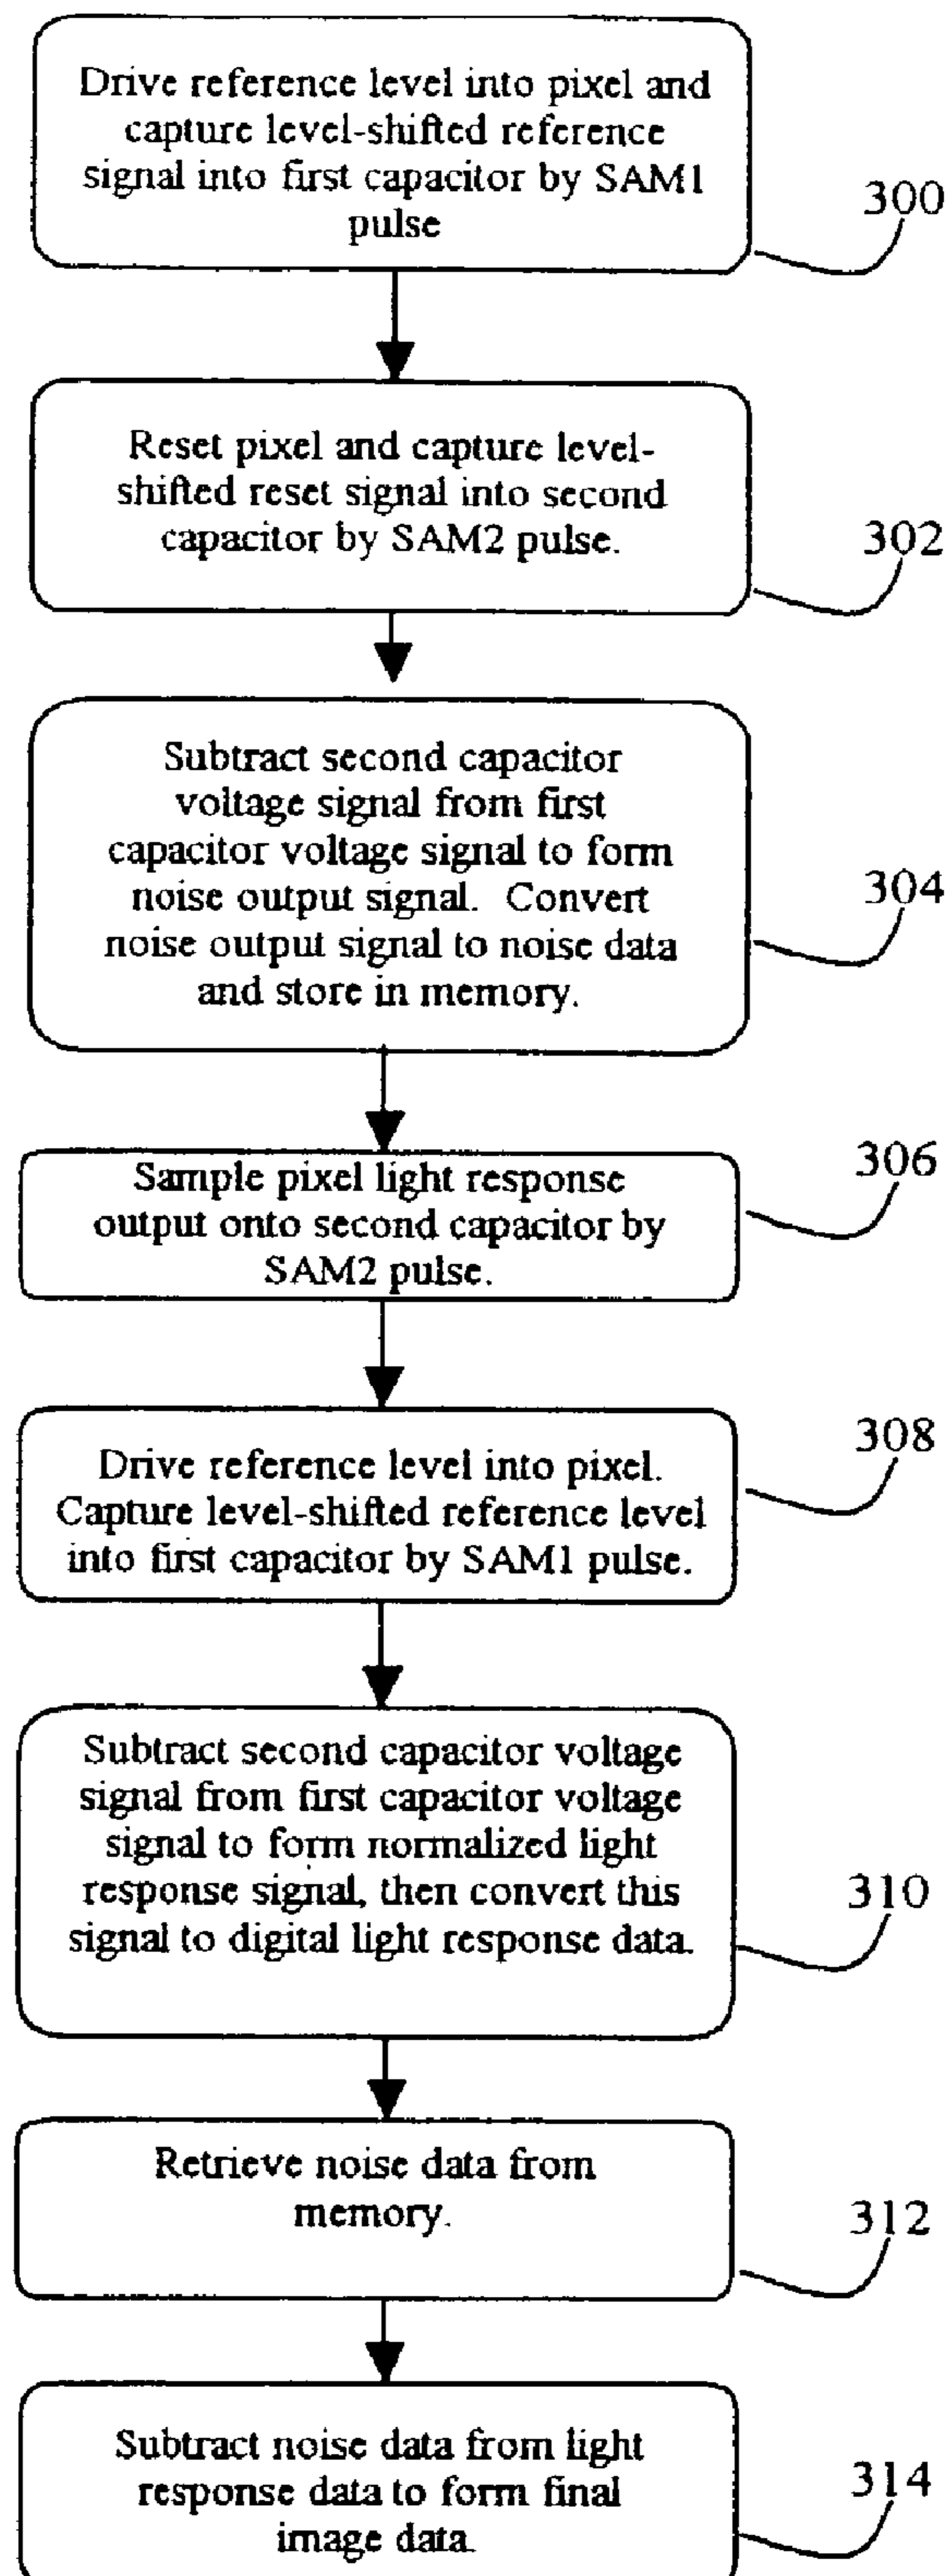 Drive reference level into pixel and
capture level-shifted reference
signal into first capacitor by SAM1
pulse
300
Reset pixel and capture level-
shifted reset signal into second
capacitor by SAM2 pulse.
302
Subtract second capacitor
voltage signal from first
capacitor voltage signal to form
noise output signal. Convert
noise output signal to noise data
and store in memory.
304
Sample pixel light response
output onto second capacitor by
SAM2 pulse.
306
Drive reference level into pixel.
Capture level-shifted reference level
into first capacitor by SAM1 pulse.
308
Subtract second capacitor voltage
signal from first capacitor voltage
signal to form normalized light
response signal, then convert this
signal to digital light response data.
310
Retrieve noise data from
memory.
312
Subtract noise data from light
response data to form final
image data.
314